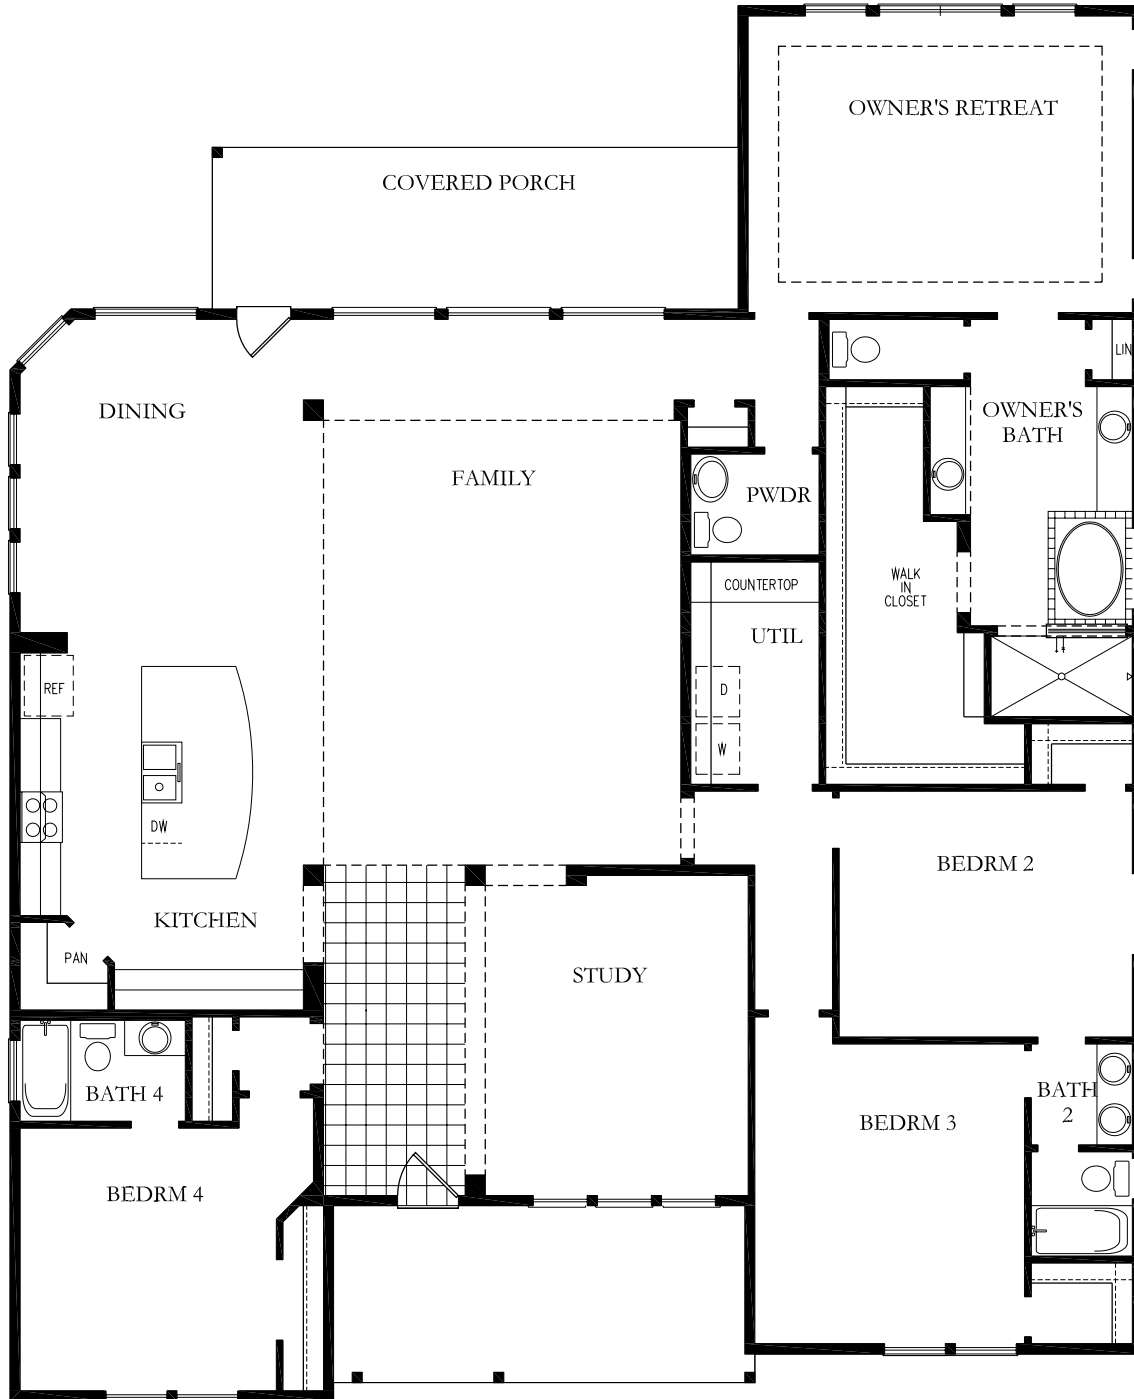 OWNER'S RETREAT
COVERED PORCH
LIN
DINING
OWNER'S
BATH
FAMILY
PWDR
WALK
IN
CLOSET
COUNTERTOP
UTIL
REF
D
W
DW
BEDRM 2
KITCHEN
PAN
STUDY
BATH 4
BATH
2
BEDRM 3
BEDRM 4